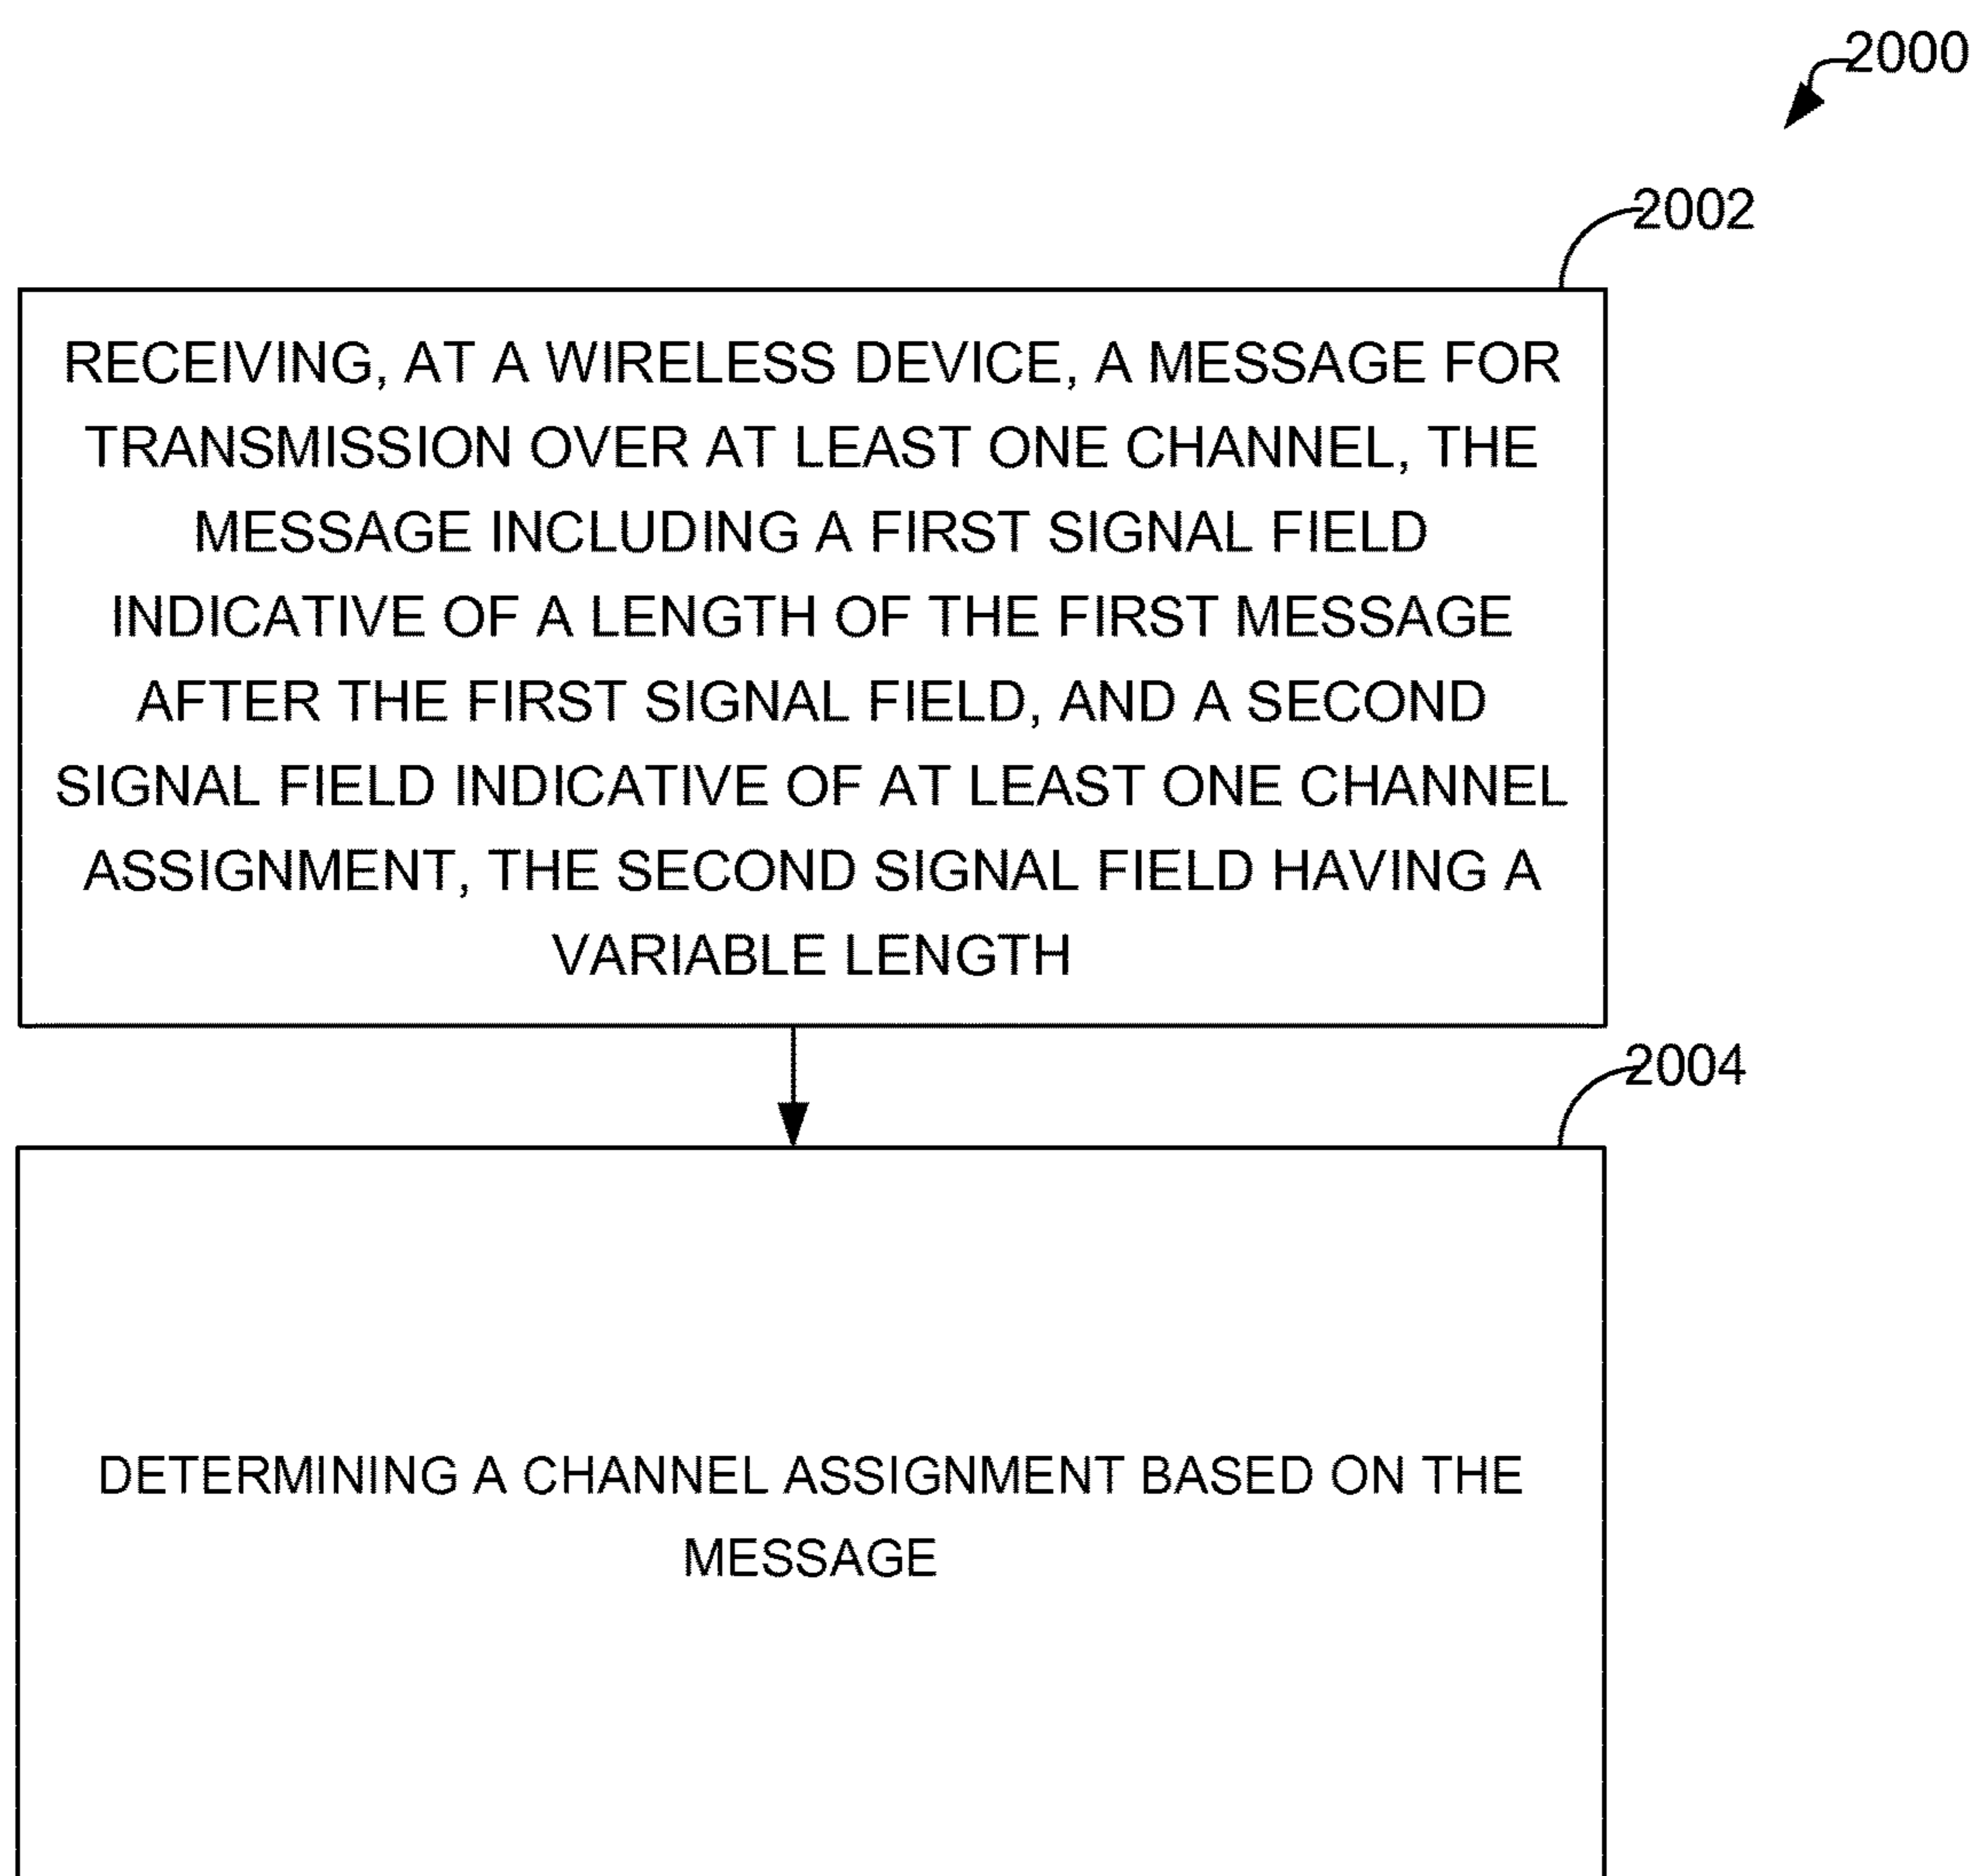 2000
2002
RECEIVING, AT A WIRELESS DEVICE, A MESSAGE FOR
TRANSMISSION OVER AT LEAST ONE CHANNEL, THE
MESSAGE INCLUDING A FIRST SIGNAL FIELD
INDICATIVE OF A LENGTH OF THE FIRST MESSAGE
AFTER THE FIRST SIGNAL FIELD, AND A SECOND
SIGNAL FIELD INDICATIVE OF AT LEAST ONE CHANNEL
ASSIGNMENT, THE SECOND SIGNAL FIELD HAVING A
VARIABLE LENGTH
2004
DETERMINING A CHANNEL ASSIGNMENT BASED ON THE
MESSAGE